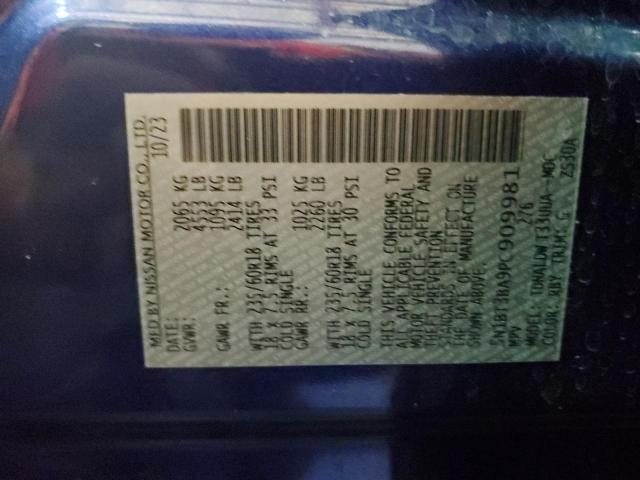 MFD BY NISSAN MOTOR CO., LTD.
DATE: 10/23
GVWR: 2065 KG
4553 LB
GAWR FR.: 1095 KG
2414 LB
WITH 235/60R18 TIRES
18 X 7.5 RIMS AT 33 PSI
COLD SINGLE
GAWR RR.: 1025 KG
2260 LB
WITH 235/60R18 TIRES
18 X 7.5 RIMS AT 30 PSI
COLD SINGLE
THIS VEHICLE CONFORMS TO
ALL APPLICABLE FEDERAL
MOTOR VEHICLE SAFETY AND
THEFT PREVENTION
STANDARDS IN EFFECT ON
THE DATE OF MANUFACTURE
SHOWN ABOVE.
5N1BT3BA9PC909981
MPV 276
MODEL:
COLOR: RBY TRIM: G ZS30A